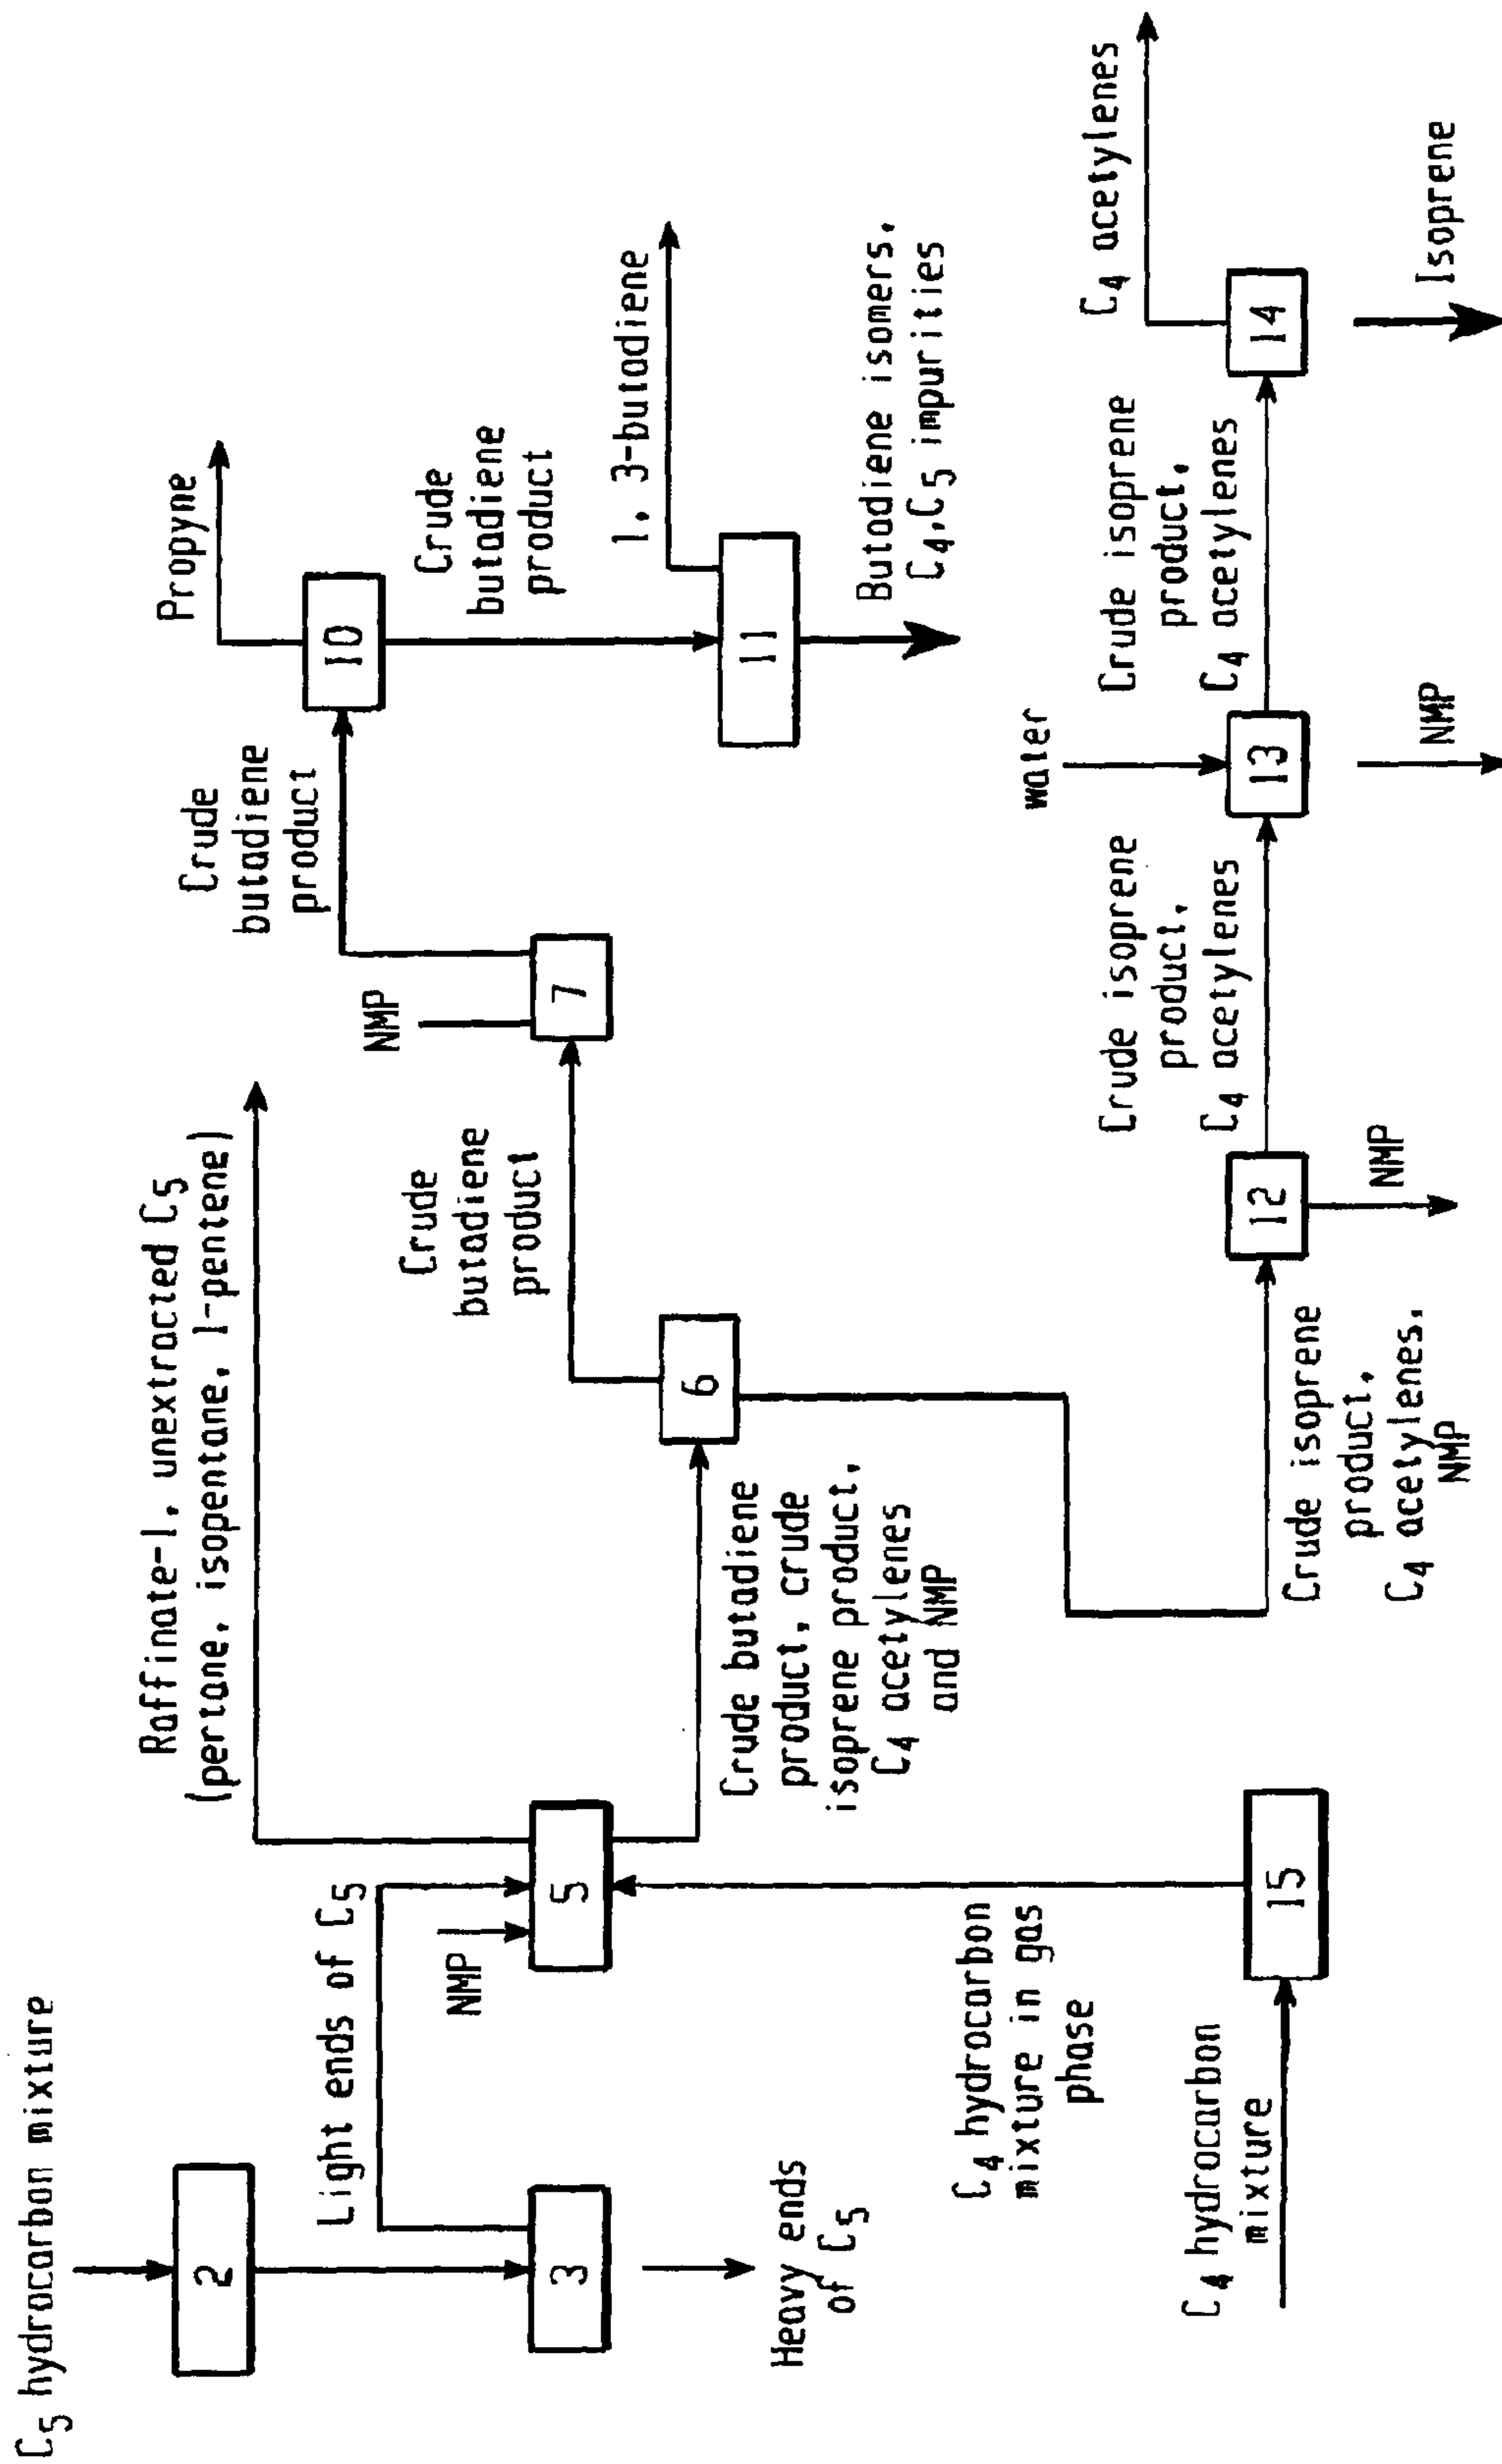 C5 hydrocarbon mixture
2
3
Heavy ends
of C5
Light ends of C5
NMP
5
C4 hydrocarbon
mixture
15
C4 hydrocarbon
mixture in gas
phase
Raffinate-1, unextracted C5
(pertane, isopentane, 1-pentene)
Crude butadiene
product, crude
isoprene product,
C4 acetylenes
and NMP
6
Crude
butadiene
product
NMP
7
Crude
butadiene
product
10
Propyne
Crude
butadiene
product
11
1, 3-butadiene
Butadiene isomers,
C4,C5 impurities
Crude isoprene
product,
C4 acetylenes,
NMP
12
NMP
Crude isoprene
product,
C4 acetylenes
water
13
NMP
Crude isoprene
product,
C4 acetylenes
14
C4 acetylenes
Isoprene